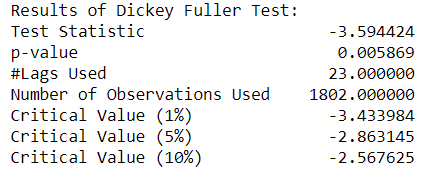 Results of Dickey Fuller Test:
Test Statistic -3.594424
p-value 0.005869
#Lags Used 23.000000
Number of Observations Used 1802.000000
Critical Value (1%) -3.433984
Critical Value (5%) -2.863145
Critical Value (10%) -2.567625